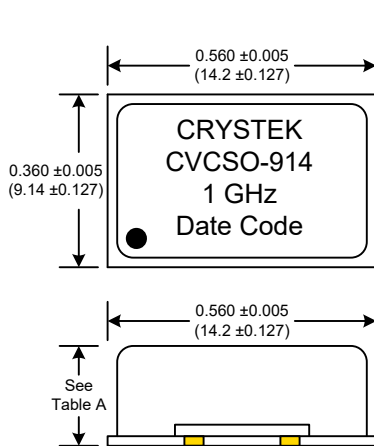 0.560 ±0.005
(14.2 ±0.127)
CRYSTEK
CVCSO-914
1 GHz
Date Code
0.360 ±0.005
(9.14 ±0.127)
0.560 ±0.005
(14.2 ±0.127)
See
Table A